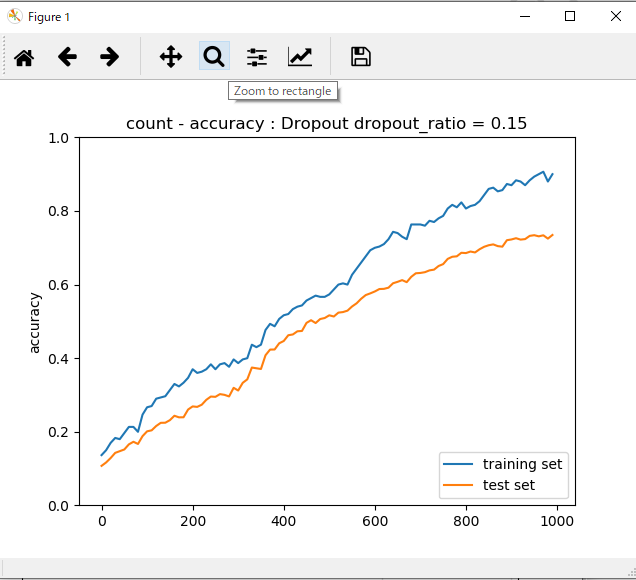 Figure 1
Zoom to rectangle
count - accuracy : Dropout dropout_ratio = 0.15
1.0
0.8
0.6
0.4
0.2
0.0
accuracy
training set
test set
0 200 400 600 800 1000